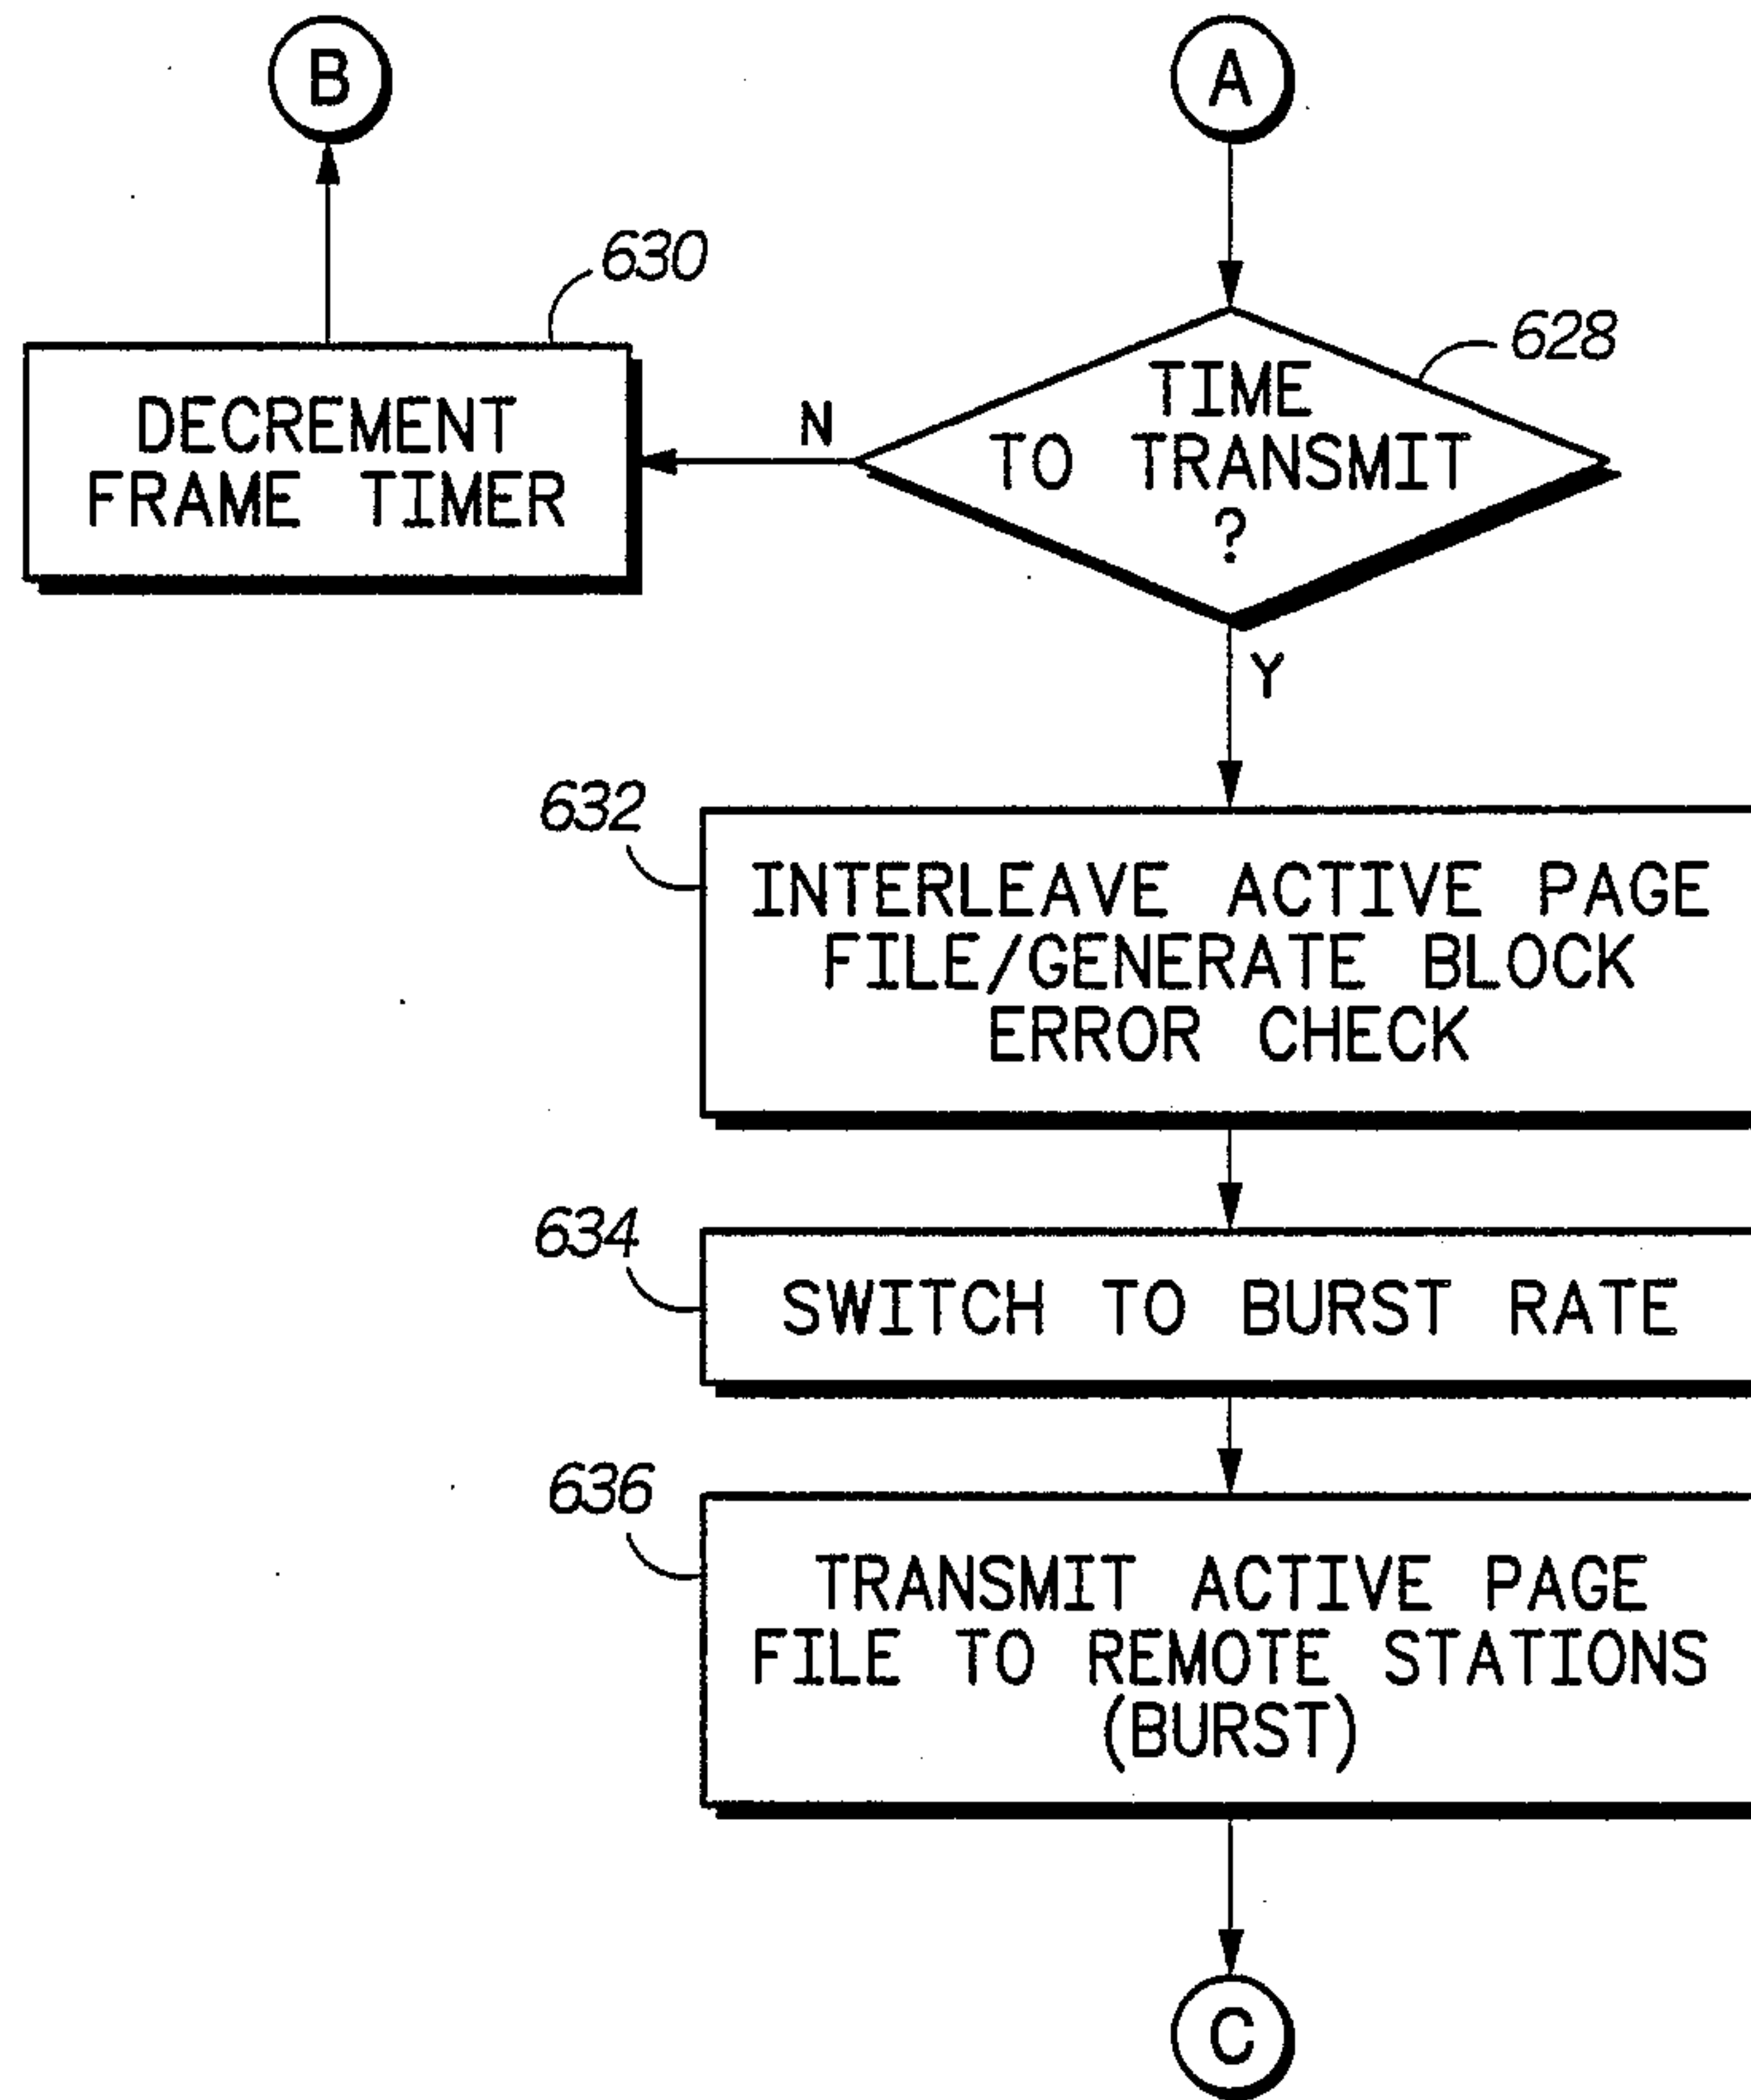 B
A
630
628
DECREMENT
FRAME TIMER
N
TIME
TO TRANSMIT
?
Y
632
INTERLEAVE ACTIVE PAGE
FILE/GENERATE BLOCK
ERROR CHECK
634
SWITCH TO BURST RATE
636
TRANSMIT ACTIVE PAGE
FILE TO REMOTE STATIONS
(BURST)
C